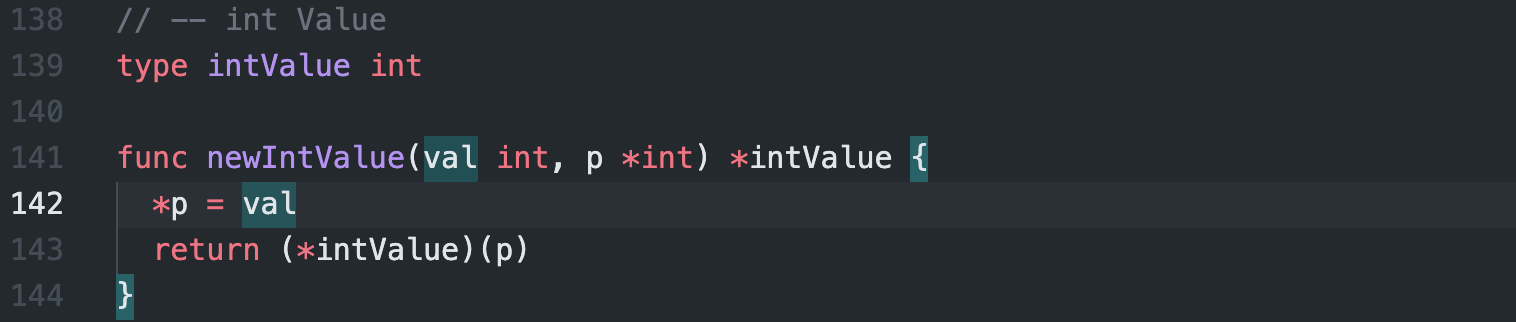 138 // -- int Value
139 type intValue int
140
141 func newIntValue(val int, p *int) *intValue {
142 *p = val
143 return (*intValue)(p)
144 }